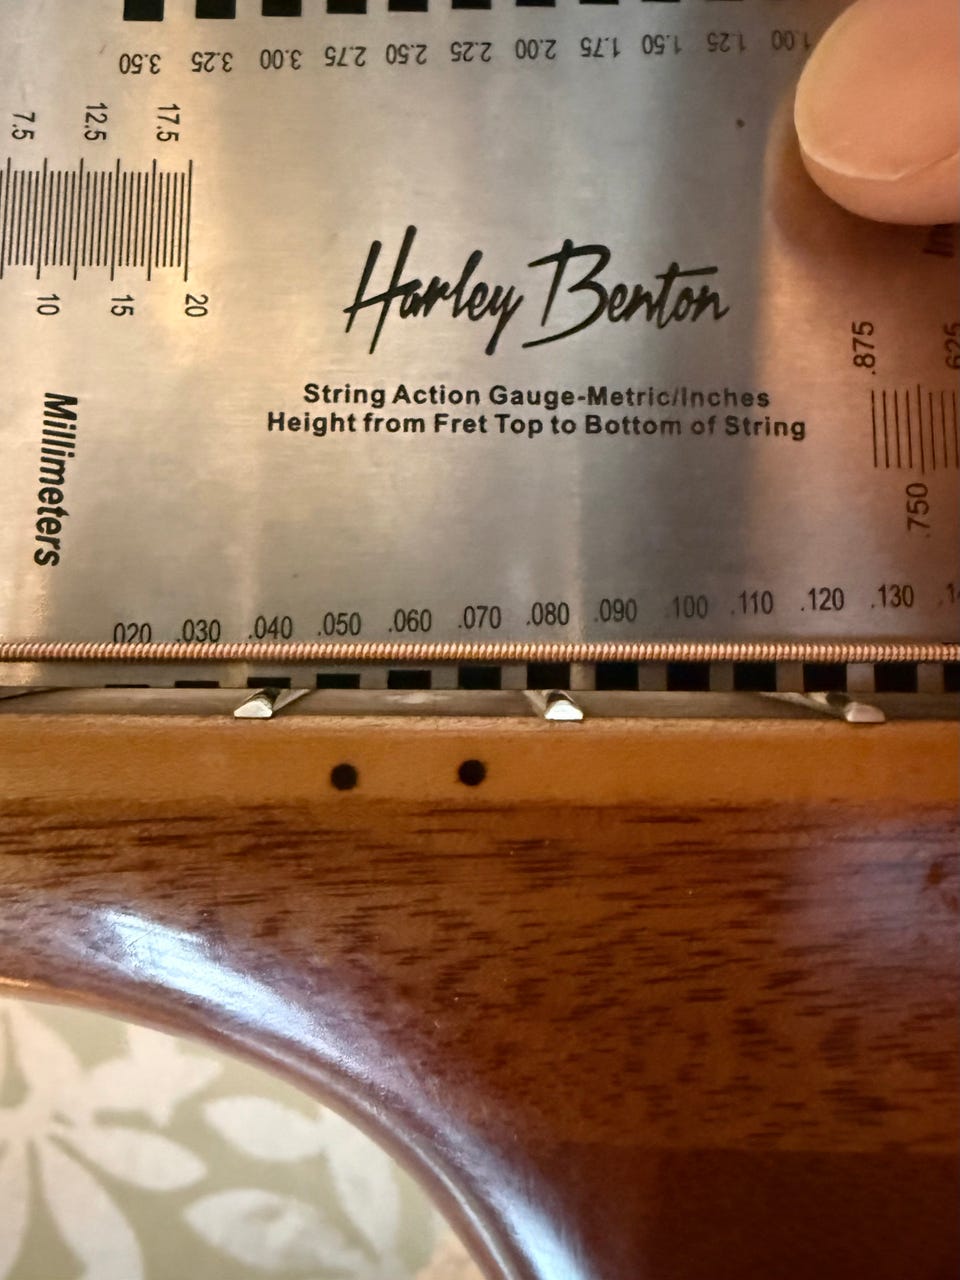 3.50 3.25 3.00 2.75 2.50 2.25 2.00 1.75 1.50 1.25 1.00
7.5 12.5 17.5
10 15 20
Millimeters
Harley Benton
String Action Gauge-Metric/Inches
Height from Fret Top to Bottom of String
.875
.750
.020 .030 .040 .050 .060 .070 .080 .090 .100 .110 .120 .130